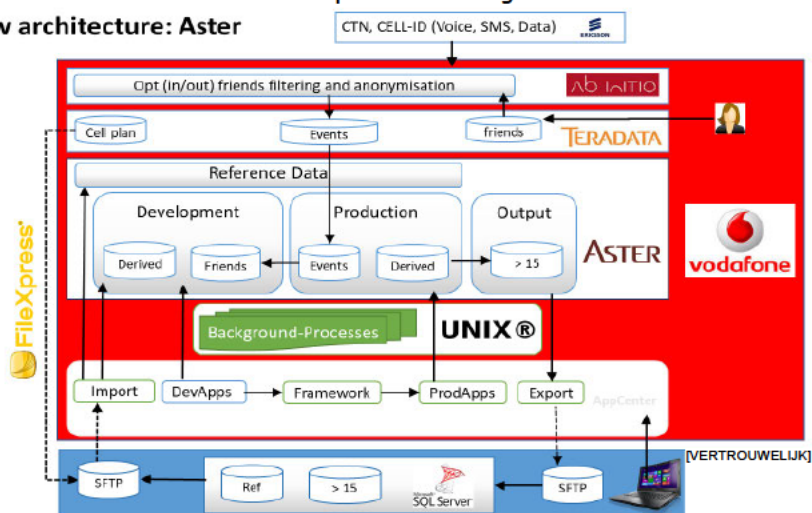 w architecture: Aster
CTN, CELL-ID (Voice, SMS, Data)
ERICSSON
Opt (in/out) friends filtering and anonymisation
Ab Initio
Cell plan
Events
friends
TERADATA
Reference Data
Development
Production
Output
Derived
Friends
Events
Derived
> 15
ASTER
vodafone
FileXpress
Background-Processes
UNIX®
Import
DevApps
Framework
ProdApps
Export
AppCenter
[VERTROUWELIJK]
SFTP
Ref
> 15
Microsoft
SQL Server
SFTP